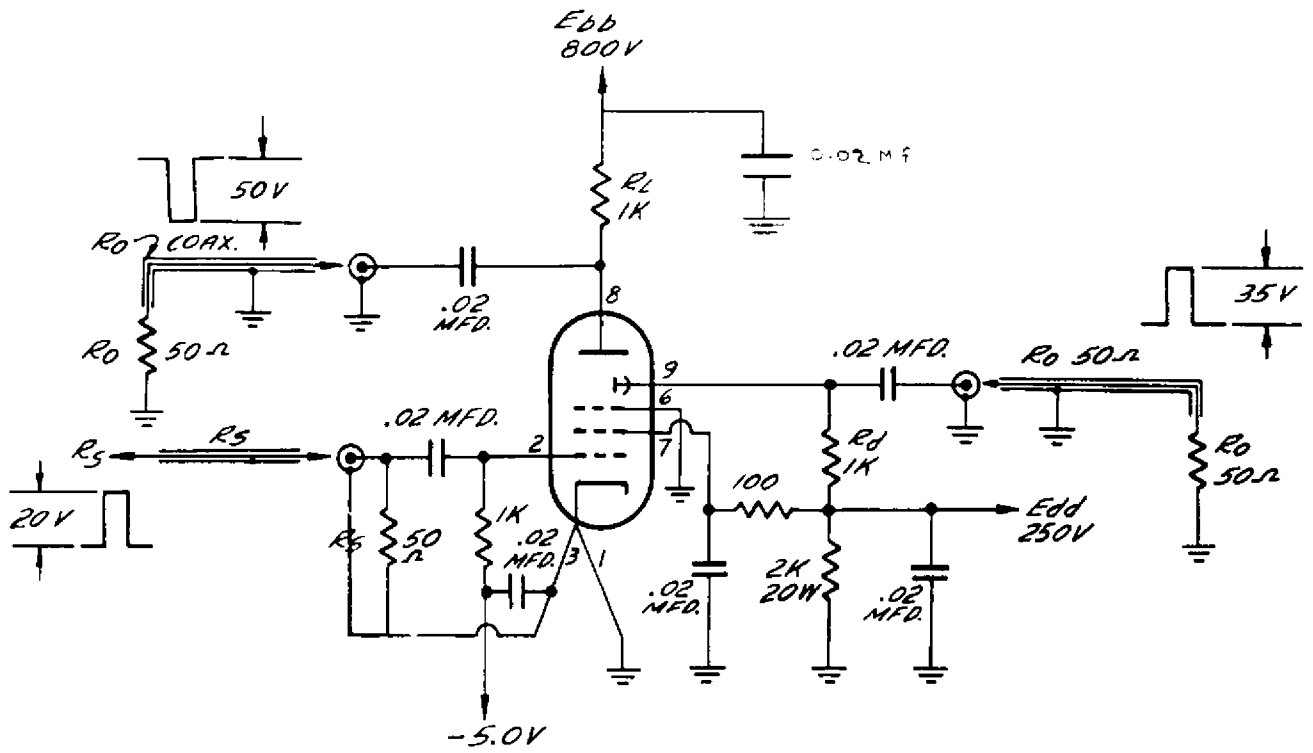 Ebb
800V
0.02 Mf
50V
RL
1K
Ro COAX.
.02
MFD.
8
35V
Ro
50Ω
9
.02 MFD.
Ro 50Ω
6
.02 MFD.
7
Rs
Rs
2
Rd
1K
Ro
50Ω
100
20V
Rs
50
Ω
1K
.02
MFD.
3
1
Edd
250V
.02
MFD.
2K
20W
.02
MFD.
-5.0V